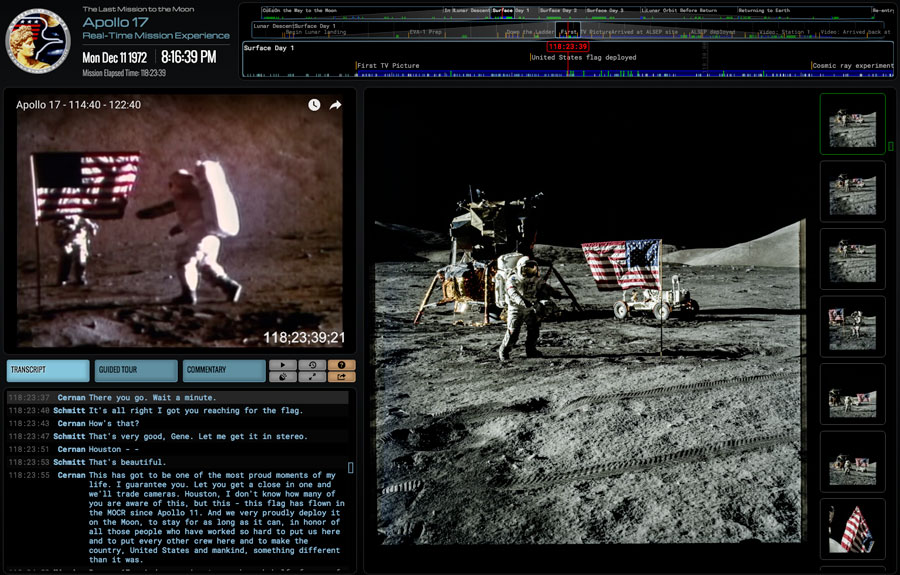 The Last Mission to the Moon
Apollo 17
Real-Time Mission Experience
Mon Dec 11 1972
8:16:39 PM
Mission Elapsed Time: 118:23:39
On the Way to the Moon
In Lunar Descent
Surface Day 1
Surface Day 2
Surface Day 3
Lunar Orbit Before Return
Returning to Earth
Re-entry
Lunar Descent
Surface Day 1
Begin Lunar landing
EVA-1 Prep
Down the Ladder
First TV Picture
Arrived at ALSEP site
ALSEP deployed
Video: Station 1
Video: Arrived back at
Surface Day 1
118:23:39
United States flag deployed
First TV Picture
Cosmic ray experiment
Apollo 17 - 114:40 - 122:40
118;23;39;21
TRANSCRIPT
GUIDED TOUR
COMMENTARY
118:23:37 Cernan There you go. Wait a minute.
118:23:40 Schmitt It's all right I got you reaching for the flag.
118:23:43 Cernan How's that?
118:23:47 Schmitt That's very good, Gene. Let me get it in stereo.
118:23:51 Cernan Houston - -
118:23:53 Schmitt That's beautiful.
118:23:55 Cernan This has got to be one of the most proud moments of my
life. I guarantee you. Let you get a close in one and
we'll trade cameras. Houston, I don't know how many of
you are aware of this, but this - this flag has flown in
the MOCR since Apollo 11. And we very proudly deploy it
on the Moon, to stay for as long as it can, in honor of
all those people who have worked so hard to put us here
and to put every other crew here and to make the
country, United States and mankind, something different
than it was.